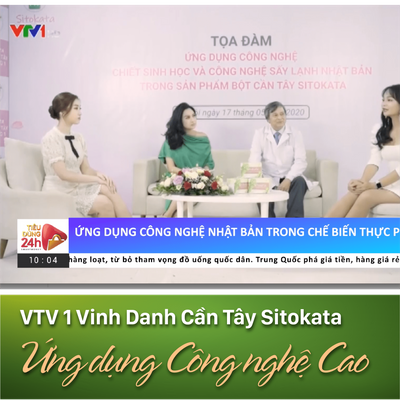 Sitokata
VTV1
TỌA ĐÀM
ỨNG DỤNG CÔNG NGHỆ
CHIẾT SINH HỌC VÀ CÔNG NGHỆ SẤY LẠNH NHẬT BẢN
TRONG SẢN PHẨM BỘT CẦN TÂY SITOKATA
ngày 17 tháng 05
2020
TIÊU
DÙNG
24h
ỨNG DỤNG CÔNG NGHỆ NHẬT BẢN TRONG CHẾ BIẾN THỰC P
10:04
hàng loạt, từ bỏ tham vọng đồ uống quốc dân. Trung Quốc phá giá tiền, hàng giá rẻ
VTV 1 Vinh Danh Cần Tây Sitokata
Ứng dụng Công nghệ Cao